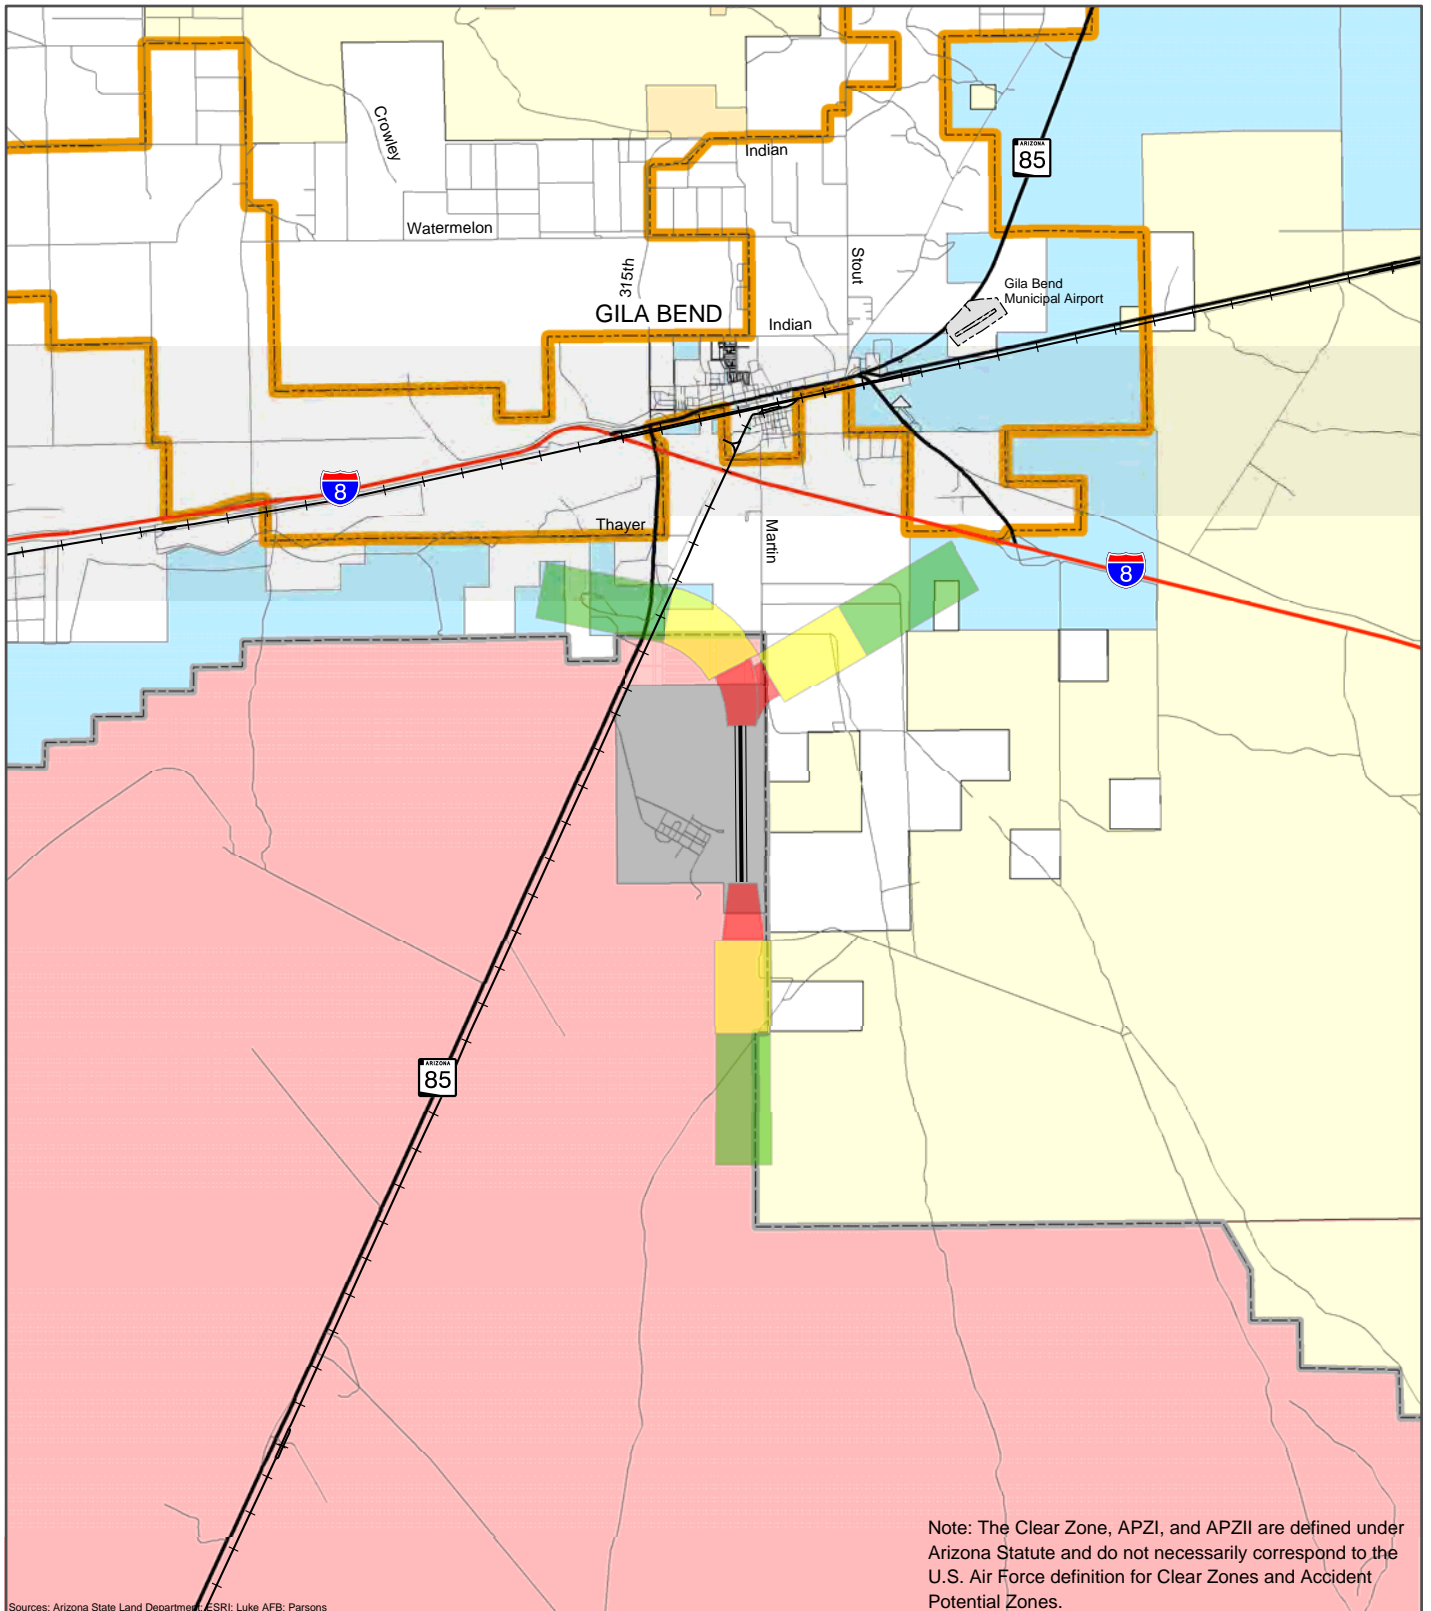 Crowley
Indian
ARIZONA
85
Watermelon
315th
Stout
Gila Bend
Municipal Airport
GILA BEND
Indian
8
Thayer
Martin
8
ARIZONA
85
Note: The Clear Zone, APZI, and APZII are defined under
Arizona Statute and do not necessarily correspond to the
U.S. Air Force definition for Clear Zones and Accident
Potential Zones.
Sources: Arizona State Land Department; ESRI; Luke AFB; Parsons